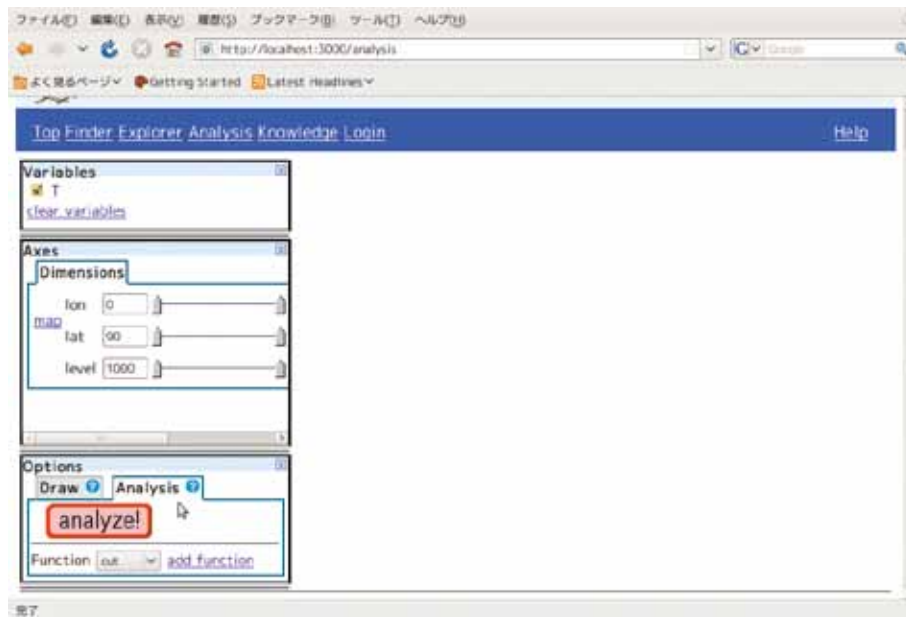 ファイル(F) 編集(E) 表示(V) 履歴(S) ブックマーク(B) ツール(T) ヘルプ(H)
http://localhost:3000/analysis
Google
よく見るページ Getting Started Latest Headlines
Top Finder Explorer Analysis Knowledge Login Help
Variables
T
clear variables
Axes
Dimensions
lon 0
map
lat 90
level 1000
Options
Draw ? Analysis ?
analyze!
Function cut add function
完了